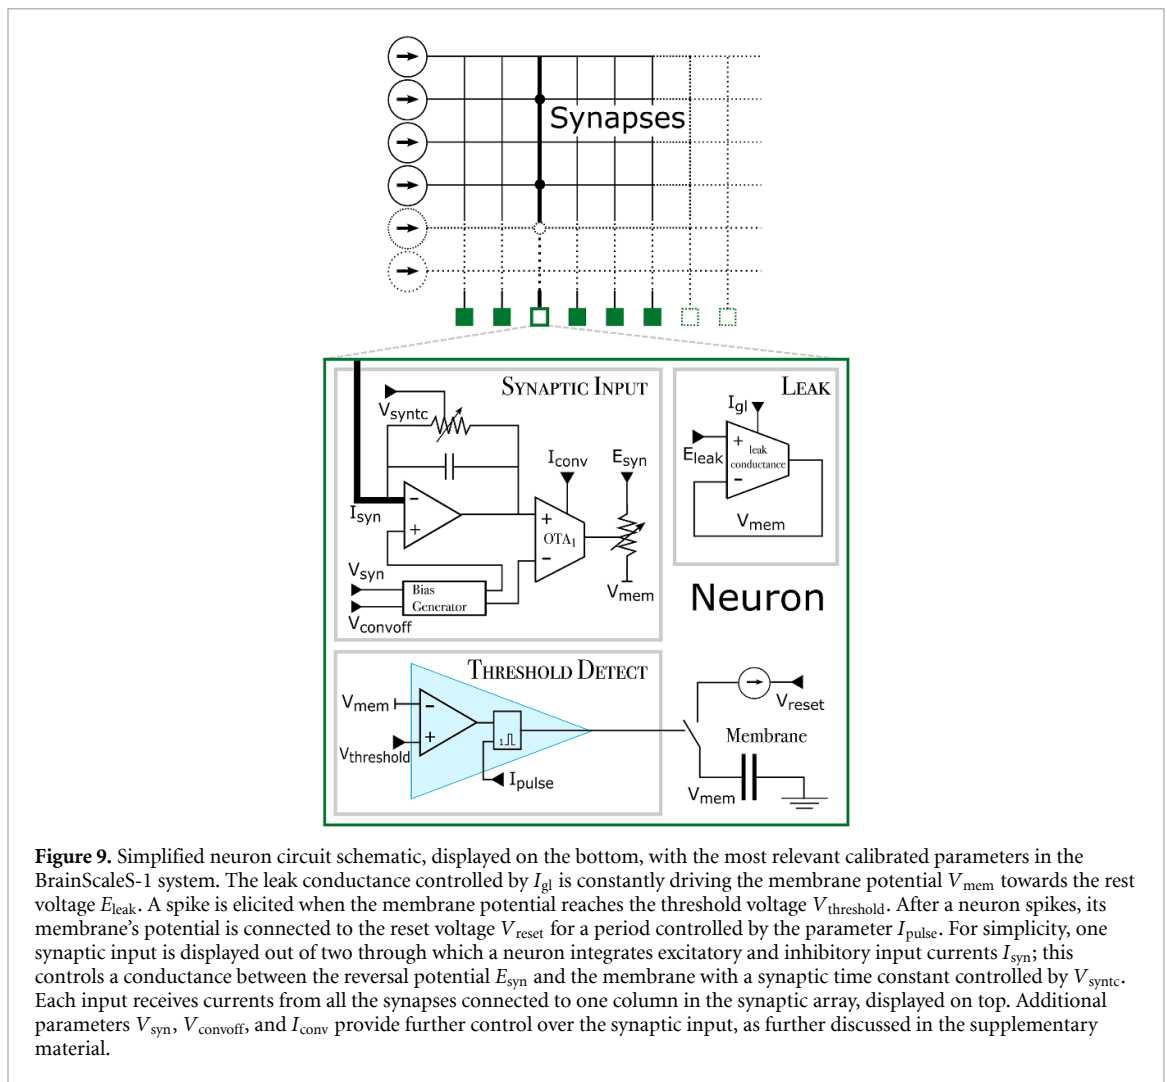 Synapses
SYNAPTIC INPUT
LEAK
Vsyntc
Igl
Eleak
+
leak
conductance
−
Vmem
Iconv
Esyn
Isyn
−
+
+
OTA1
−
Vsyn
Bias
Generator
Vconvoff
Vmem
Neuron
THRESHOLD DETECT
Vmem
−
+
Vthreshold
1
Ipulse
Vreset
Membrane
Vmem
Figure 9. Simplified neuron circuit schematic, displayed on the bottom, with the most relevant calibrated parameters in the
BrainScaleS-1 system. The leak conductance controlled by Igl is constantly driving the membrane potential Vmem towards the rest
voltage Eleak. A spike is elicited when the membrane potential reaches the threshold voltage Vthreshold. After a neuron spikes, its
membrane's potential is connected to the reset voltage Vreset for a period controlled by the parameter Ipulse. For simplicity, one
synaptic input is displayed out of two through which a neuron integrates excitatory and inhibitory input currents Isyn; this
controls a conductance between the reversal potential Esyn and the membrane with a synaptic time constant controlled by Vsyntc.
Each input receives currents from all the synapses connected to one column in the synaptic array, displayed on top. Additional
parameters Vsyn, Vconvoff, and Iconv provide further control over the synaptic input, as further discussed in the supplementary
material.